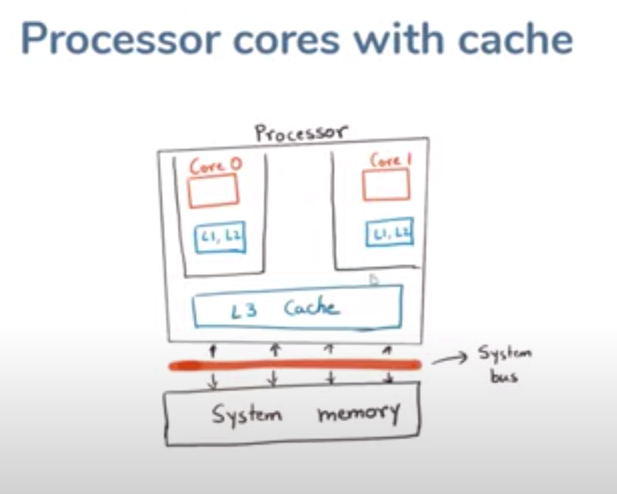 Processor cores with cache
Processor
Core 0
Core 1
L1, L2
L1, L2
L3 Cache
System
bus
System memory